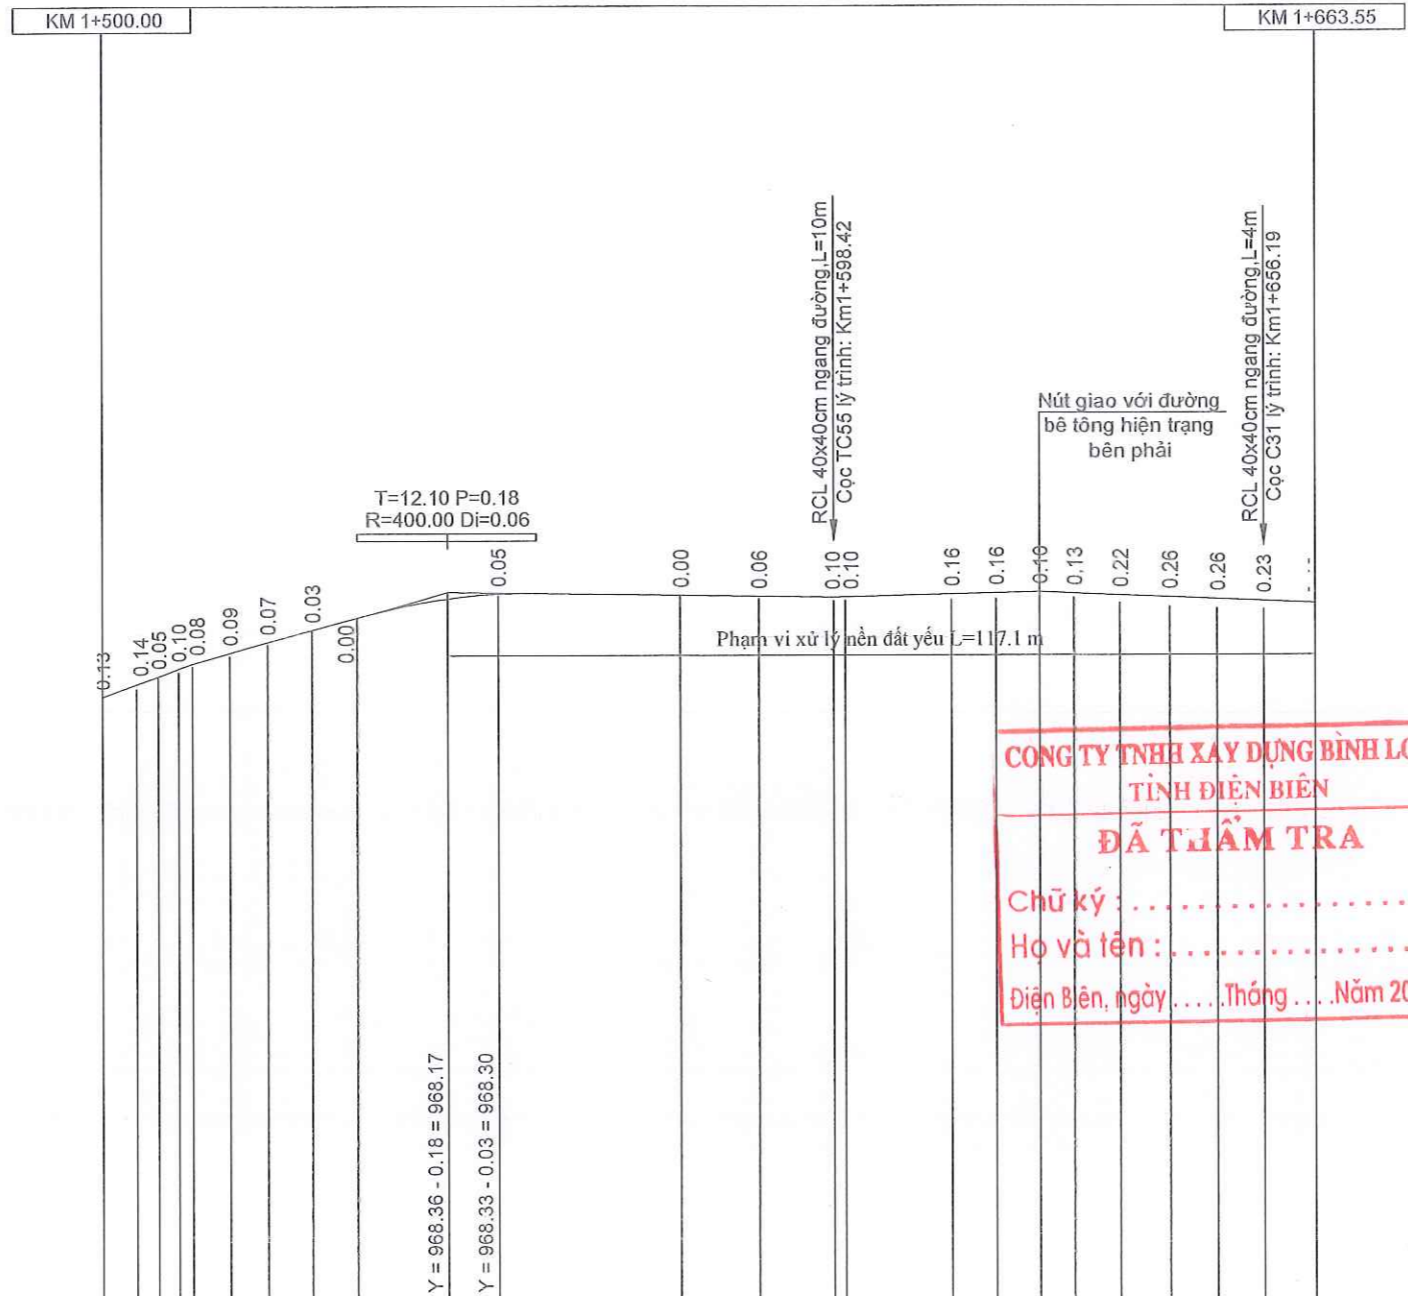 KM 1+500.00
KM 1+663.55
RCL 40x40cm ngang đường,L=10m
Cọc TC55 lý trình: Km1+598.42
RCL 40x40cm ngang đường,L=4m
Cọc C31 lý trình: Km1+656.19
Nút giao với đường
bê tông hiện trạng
bên phải
T=12.10 P=0.18
R=400.00 Di=0.06
0.13
0.14
0.05
0.10
0.08
0.09
0.07
0.03
0.00
0.05
0.00
0.06
0.10
0.10
0.16
0.16
0.13
0.22
0.26
0.26
0.23
Phạm vi xử lý nền đất yếu L=117.1 m
CONG TY TNHH XAY DỰNG BÌNH LO
TỈNH ĐIỆN BIÊN
ĐÃ THẨM TRA
Chữ ký : . . . . . . . . . . . . . . . . . .
Họ và tên : . . . . . . . . . . . . . . . .
Điện Biên, ngày . . . . .Tháng . . . .Năm 20
Y = 968.36 - 0.18 = 968.17
Y = 968.33 - 0.03 = 968.30